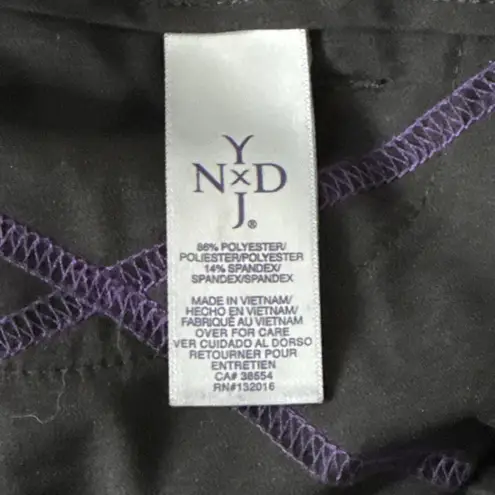 Y
N×D
J®
86% POLYESTER/
POLIESTER/POLYESTER
14% SPANDEX/
SPANDEX/SPANDEX
MADE IN VIETNAM/
HECHO EN VIETNAM/
FABRIQUÉ AU VIETNAM
OVER FOR CARE
VER CUIDADO AL DORSO
RETOURNER POUR
ENTRETIEN
CA# 38554
RN#132016